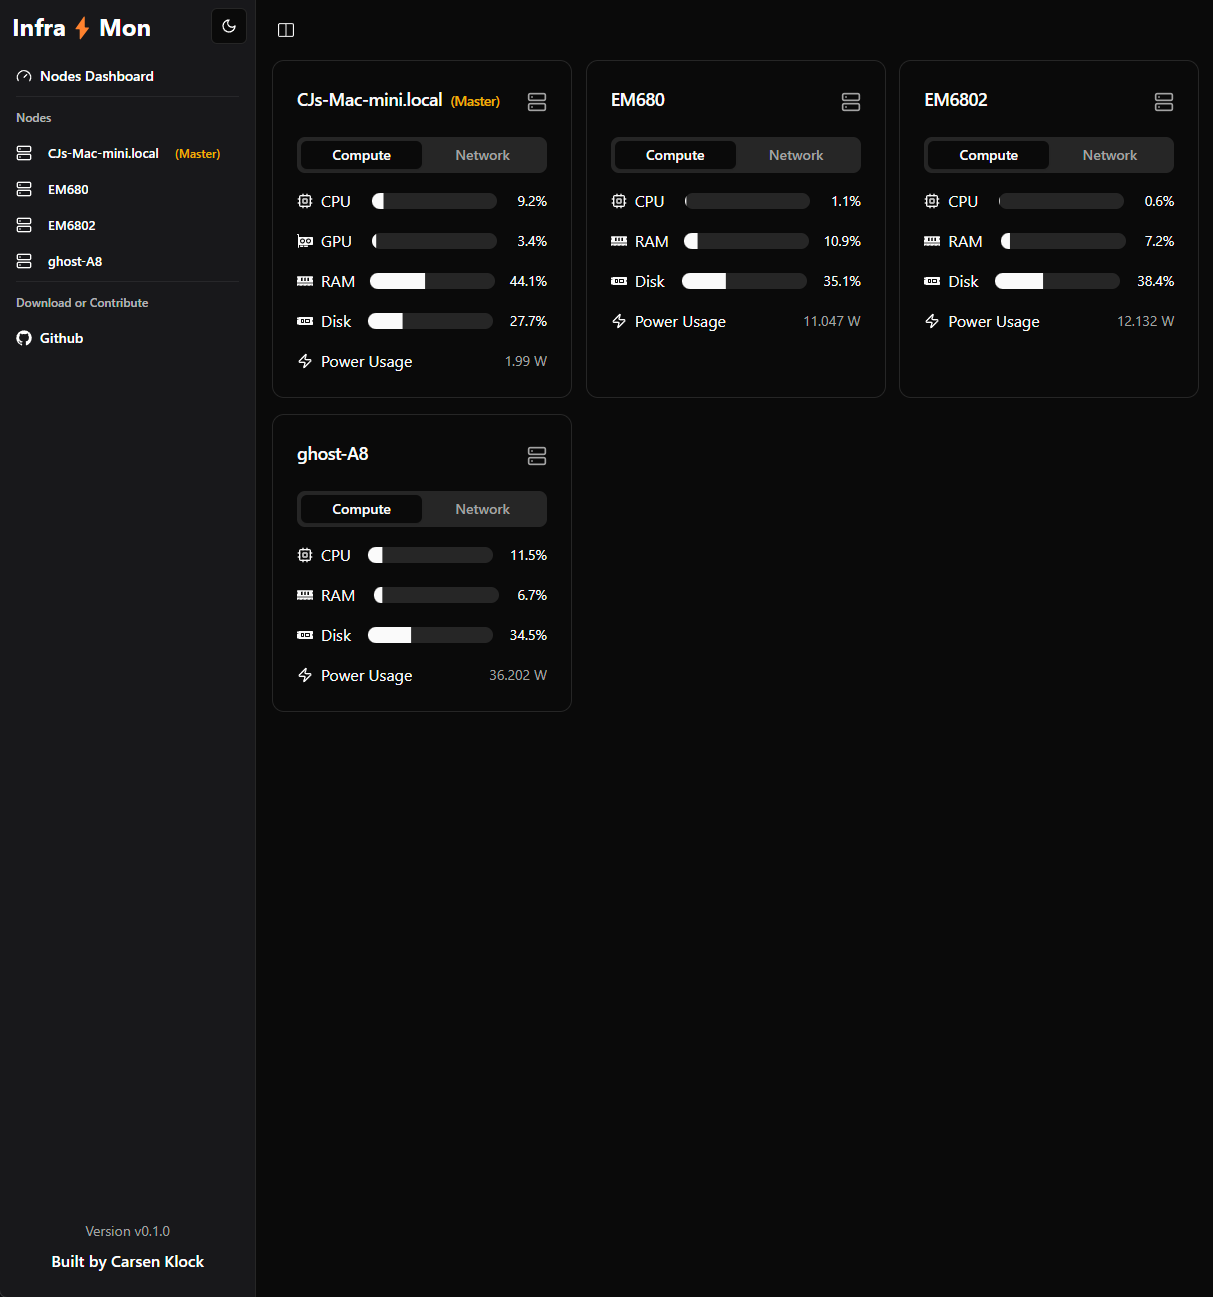 Infra Mon
Nodes Dashboard
Nodes
CJs-Mac-mini.local (Master)
EM680
EM6802
ghost-A8
Download or Contribute
Github
Version v0.1.0
Built by Carsen Klock
CJs-Mac-mini.local (Master)
Compute Network
CPU 9.2%
GPU 3.4%
RAM 44.1%
Disk 27.7%
Power Usage 1.99 W
EM680
Compute Network
CPU 1.1%
RAM 10.9%
Disk 35.1%
Power Usage 11.047 W
EM6802
Compute Network
CPU 0.6%
RAM 7.2%
Disk 38.4%
Power Usage 12.132 W
ghost-A8
Compute Network
CPU 11.5%
RAM 6.7%
Disk 34.5%
Power Usage 36.202 W